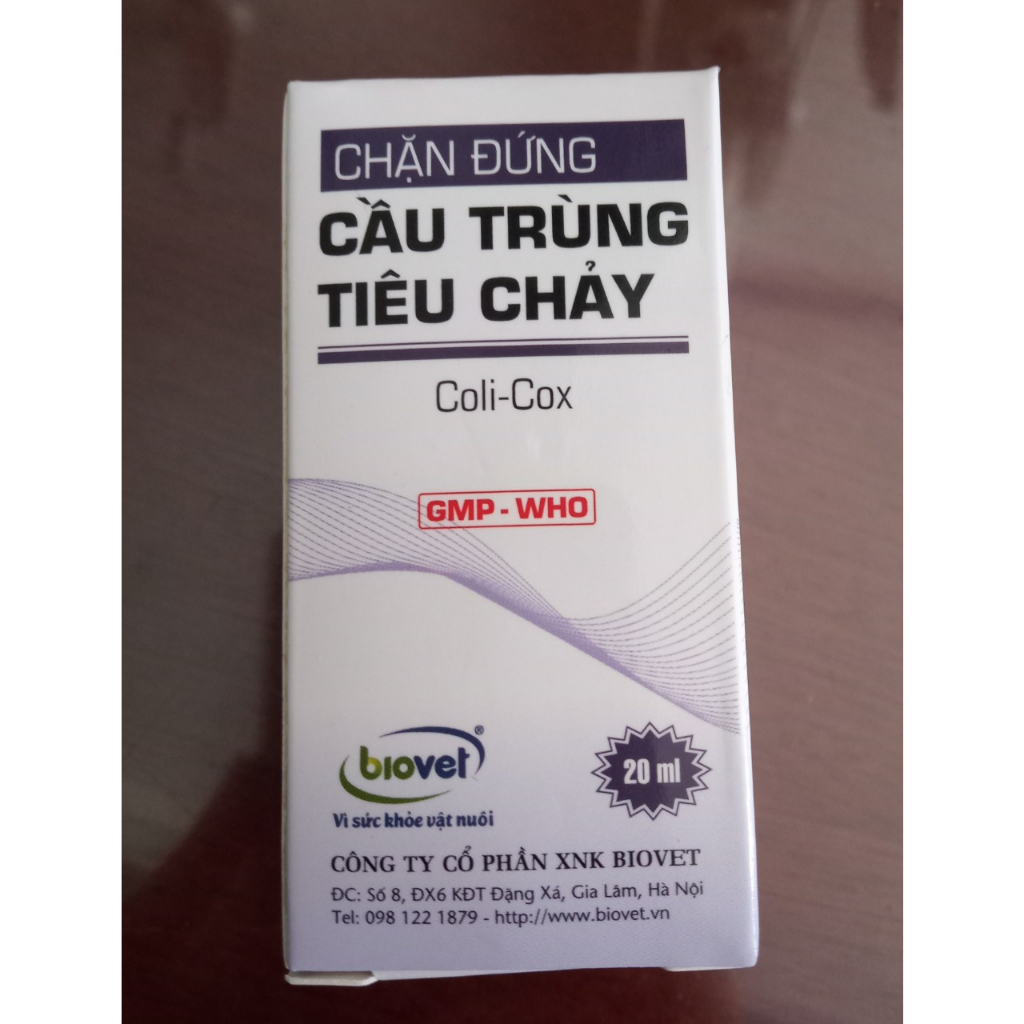 CHẶN ĐỨNG
CẦU TRÙNG
TIÊU CHẢY
Coli-Cox
GMP - WHO
biovet®
Vì sức khỏe vật nuôi
20 ml
CÔNG TY CỔ PHẦN XNK BIOVET
ĐC: Số 8, ĐX6 KĐT Đặng Xá, Gia Lâm, Hà Nội
Tel: 098 122 1879 - http://www.biovet.vn